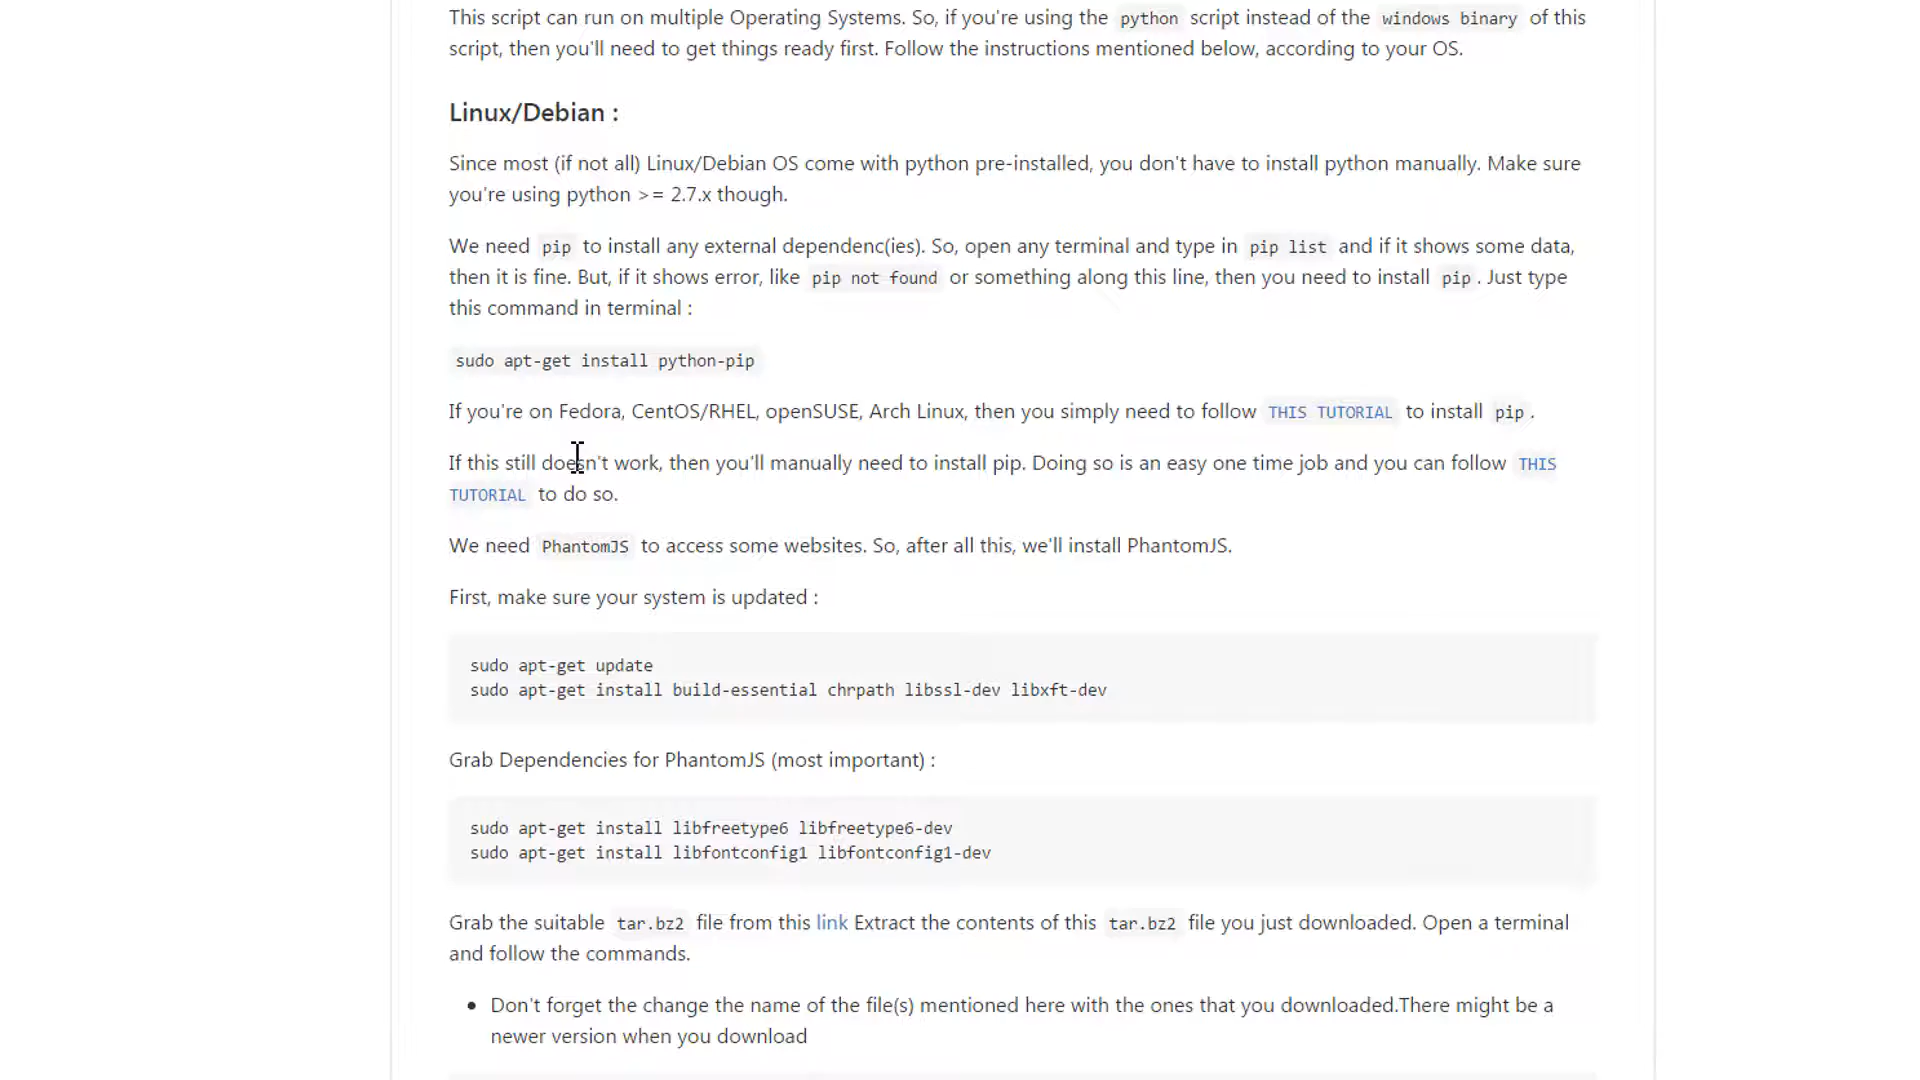 This script can run on multiple Operating Systems. So, if you're using the python script instead of the windows binary of this
script, then you'll need to get things ready first. Follow the instructions mentioned below, according to your OS.
Linux/Debian :
Since most (if not all) Linux/Debian OS come with python pre-installed, you don't have to install python manually. Make sure
you're using python >= 2.7.x though.
We need pip to install any external dependenc(ies). So, open any terminal and type in pip list and if it shows some data,
then it is fine. But, if it shows error, like pip not found or something along this line, then you need to install pip. Just type
this command in terminal :
sudo apt-get install python-pip
If you're on Fedora, CentOS/RHEL, openSUSE, Arch Linux, then you simply need to follow THIS TUTORIAL to install pip.
If this still doesn't work, then you'll manually need to install pip. Doing so is an easy one time job and you can follow THIS
TUTORIAL to do so.
We need PhantomJS to access some websites. So, after all this, we'll install PhantomJS.
First, make sure your system is updated :
sudo apt-get update
sudo apt-get install build-essential chrpath libssl-dev libxft-dev
Grab Dependencies for PhantomJS (most important) :
sudo apt-get install libfreetype6 libfreetype6-dev
sudo apt-get install libfontconfig1 libfontconfig1-dev
Grab the suitable tar.bz2 file from this link Extract the contents of this tar.bz2 file you just downloaded. Open a terminal
and follow the commands.
• Don't forget the change the name of the file(s) mentioned here with the ones that you downloaded.There might be a
newer version when you download